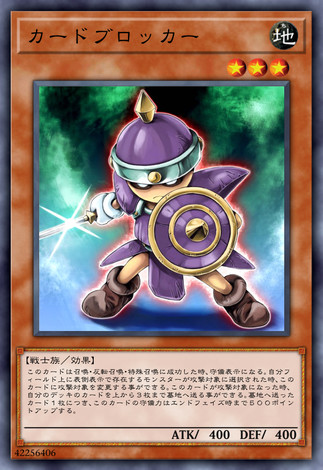 カードブロッカー
地
【戦士族／効果】
このカードは召喚・反転召喚・特殊召喚に成功した時、守備表示になる。自分フ
ィールド上に表側表示で存在するモンスターが攻撃対象に選択された時、このカード
に攻撃対象を変更する事ができる。このカードが攻撃対象になった時、
自分のデッキのカードを上から３枚まで墓地へ送る事ができる。墓地へ送った
カード１枚につき、このカードの守備力はエンドフェイズ時まで５００ポイン
トアップする。
ATK/ 400 DEF/ 400
42256406